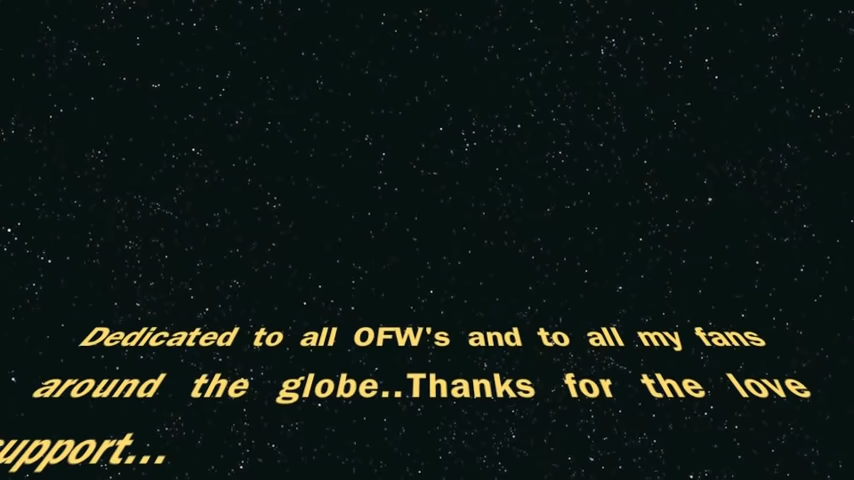 Dedicated to all OFW's and to all my fans
around the globe..Thanks for the love
upport...